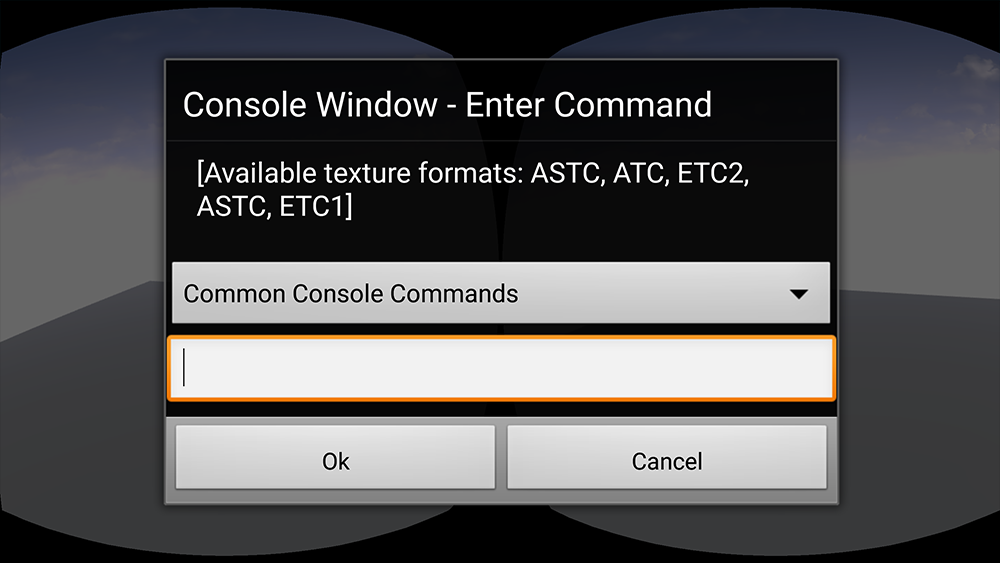 Console Window - Enter Command
[Available texture formats: ASTC, ATC, ETC2,
ASTC, ETC1]
Common Console Commands
Ok
Cancel